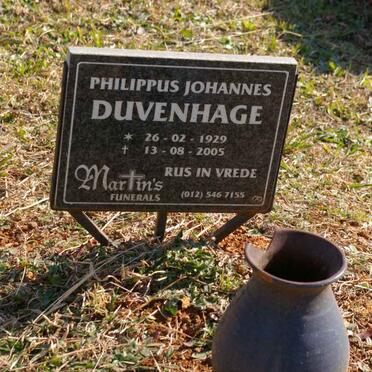 PHILIPPUS JOHANNES
DUVENHAGE
* 26 - 02 - 1929
† 13 - 08 - 2005
RUS IN VREDE
Martin's
FUNERALS
(012) 546 7155